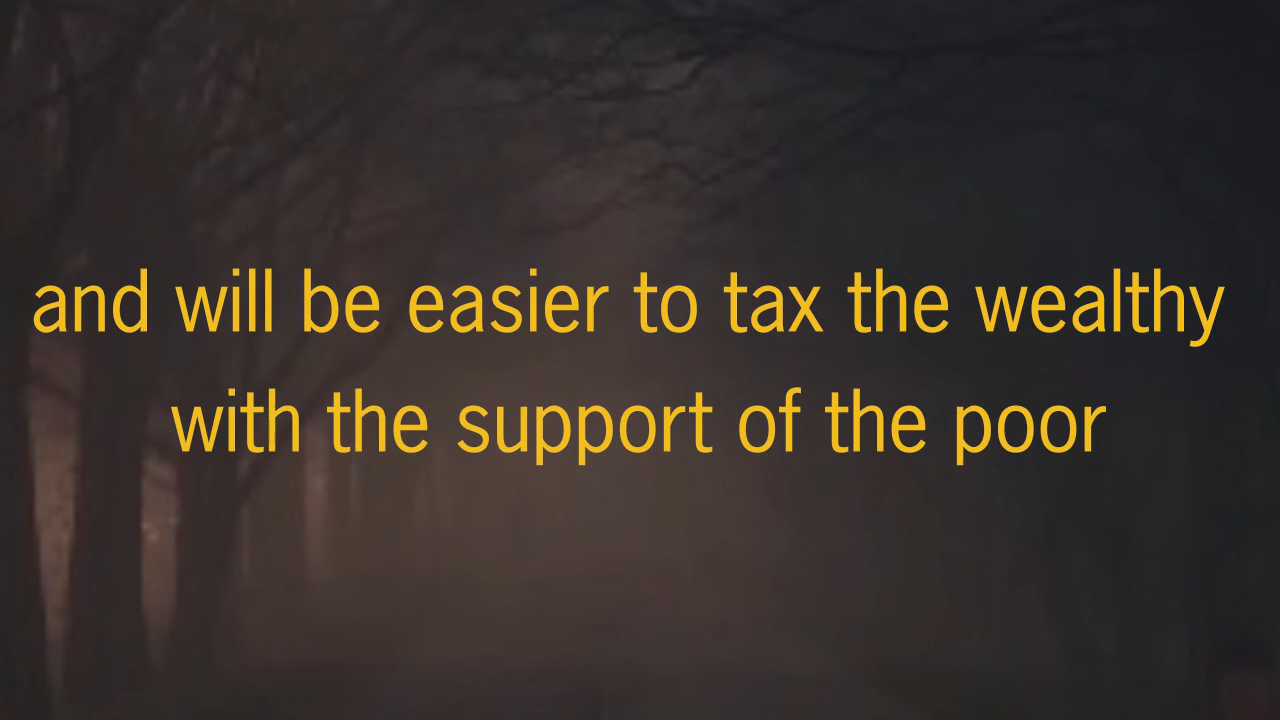 and will be easier to tax the wealthy
with the support of the poor